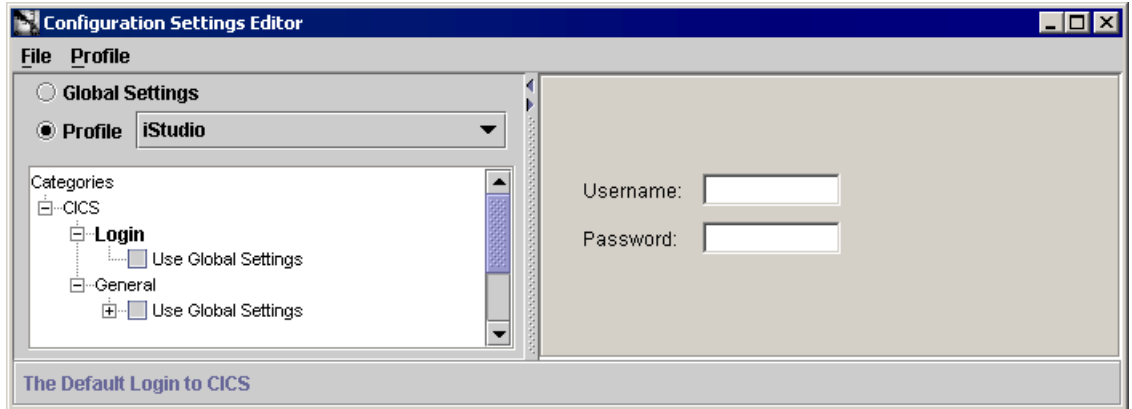 Configuration Settings Editor
File Profile
Global Settings
Profile iStudio
Categories
CICS
Login
Use Global Settings
General
Use Global Settings
Username:
Password:
The Default Login to CICS